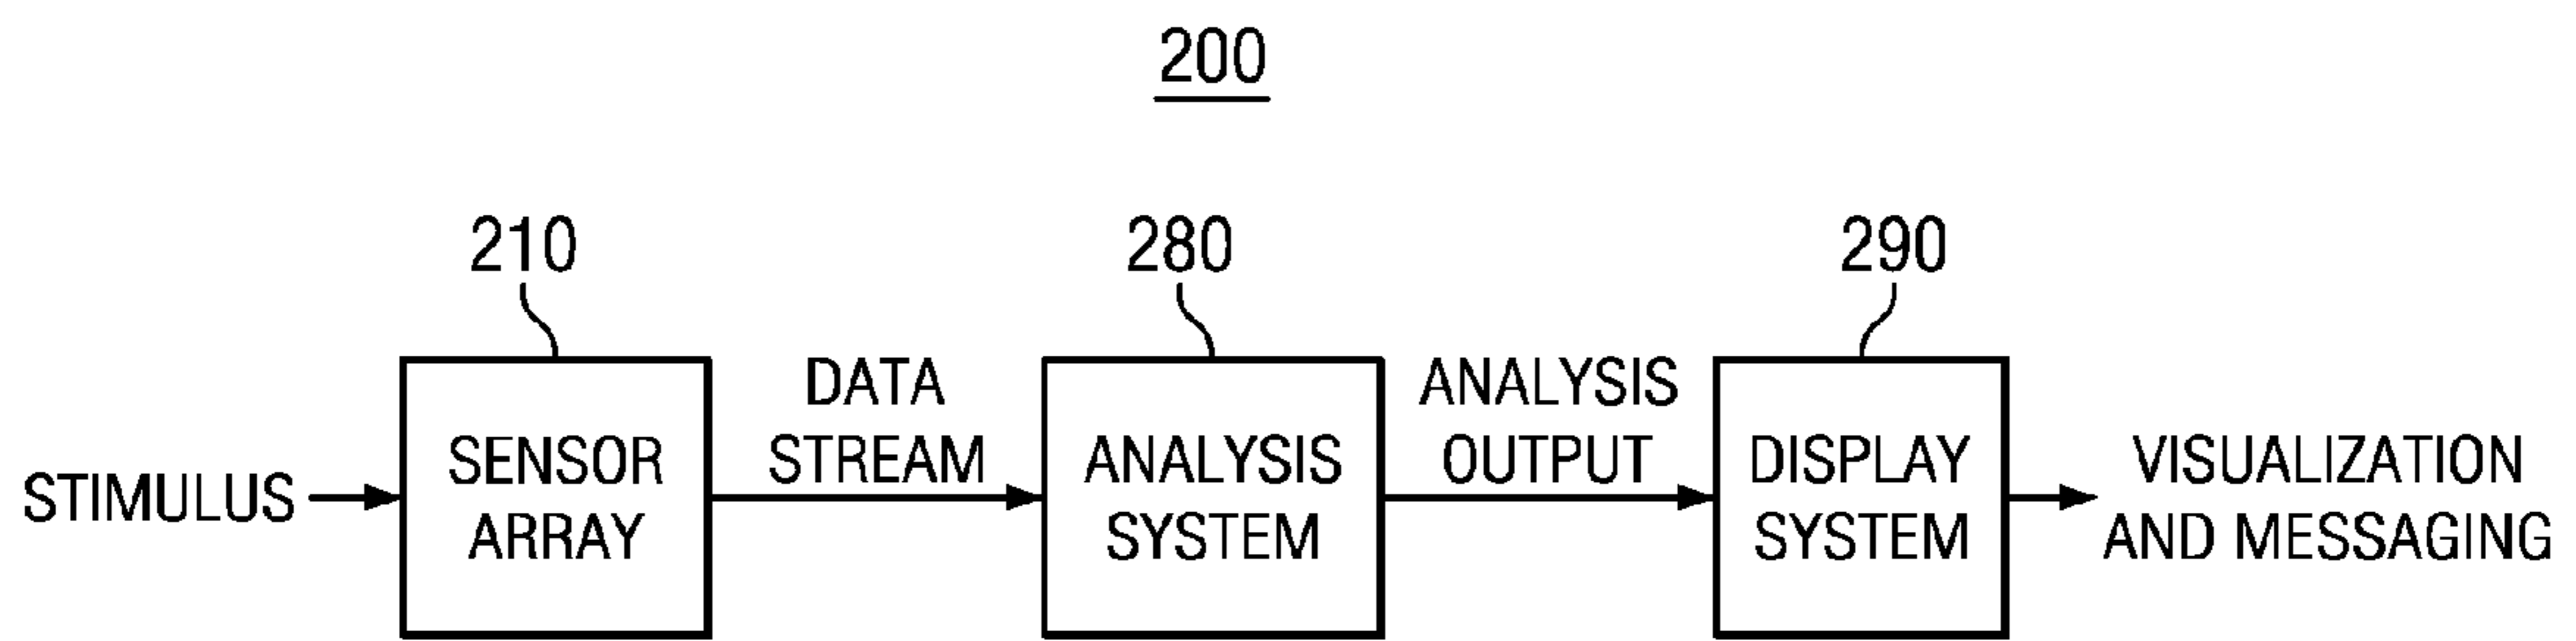 200
210
280
290
STIMULUS
SENSOR
ARRAY
DATA
STREAM
ANALYSIS
SYSTEM
ANALYSIS
OUTPUT
DISPLAY
SYSTEM
VISUALIZATION
AND MESSAGING